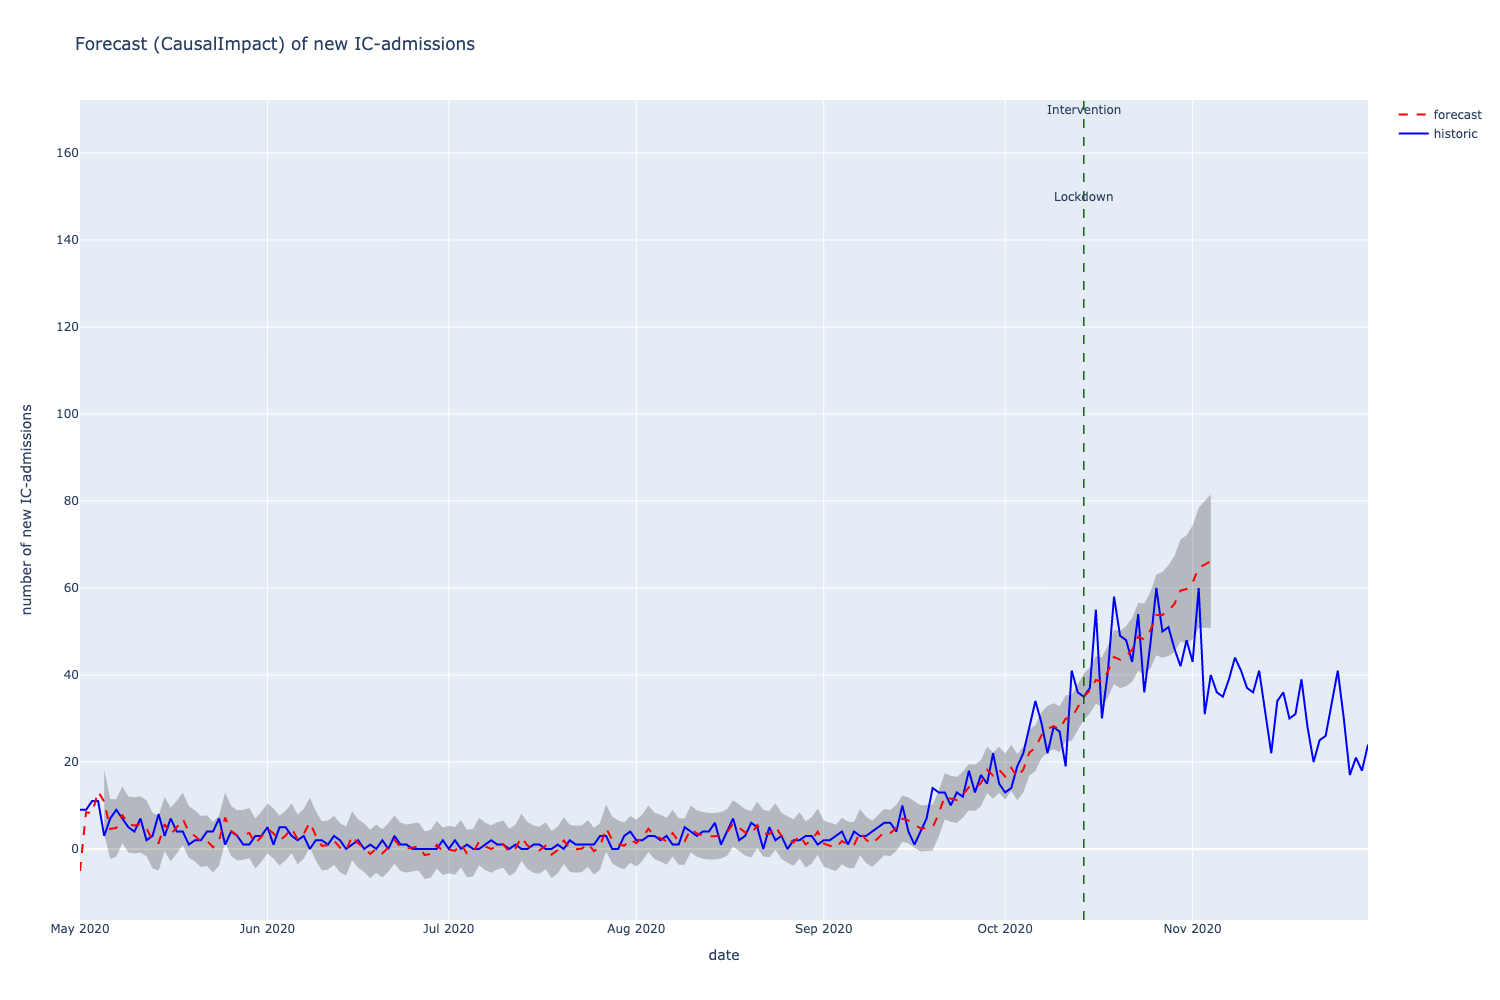 Forecast (CausalImpact) of new IC-admissions
Intervention
Lockdown
forecast
historic
160
140
120
100
80
60
40
20
0
number of new IC-admissions
May 2020
Jun 2020
Jul 2020
Aug 2020
Sep 2020
Oct 2020
Nov 2020
date